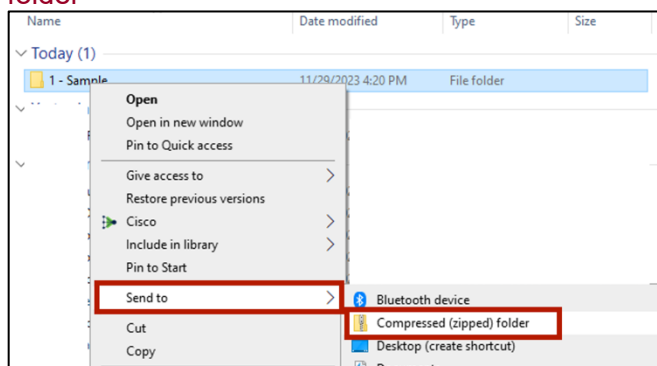 folder
Name Date modified Type Size
Today (1)
1 - Sample 11/29/2023 4:20 PM File folder
Open
Open in new window
Pin to Quick access
Give access to
Restore previous versions
Cisco
Include in library
Pin to Start
Send to
Bluetooth device
Compressed (zipped) folder
Cut
Desktop (create shortcut)
Copy